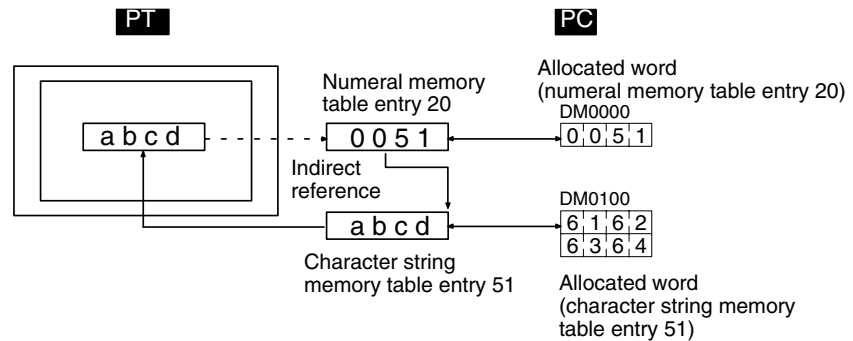 PT
PC
Numeral memory
table entry 20
Allocated word
(numeral memory table entry 20)
DM0000
a b c d
0 0 5 1
0 0 5 1
Indirect
reference
a b c d
DM0100
6 1 6 2
6 3 6 4
Character string
memory table entry 51
Allocated word
(character string memory
table entry 51)